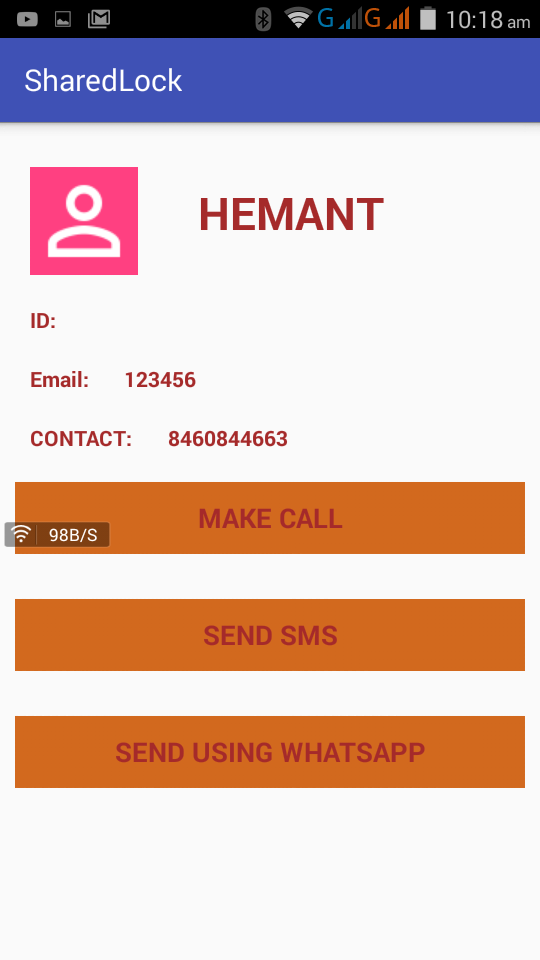 G G 10:18 am
SharedLock
HEMANT
ID:
Email: 123456
CONTACT: 8460844663
MAKE CALL
98B/S
SEND SMS
SEND USING WHATSAPP